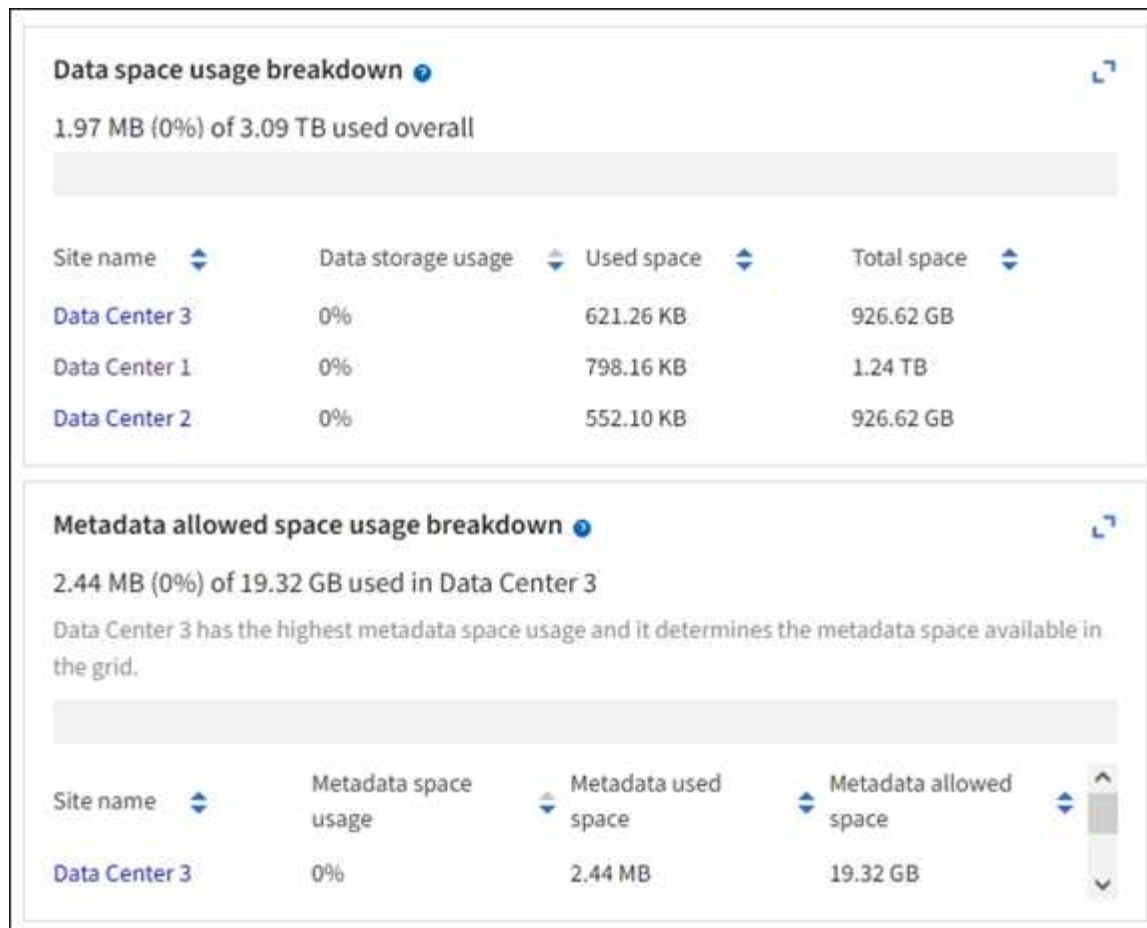 Data space usage breakdown ?
1.97 MB (0%) of 3.09 TB used overall
Site name Data storage usage Used space Total space
Data Center 3 0% 621.26 KB 926.62 GB
Data Center 1 0% 798.16 KB 1.24 TB
Data Center 2 0% 552.10 KB 926.62 GB
Metadata allowed space usage breakdown ?
2.44 MB (0%) of 19.32 GB used in Data Center 3
Data Center 3 has the highest metadata space usage and it determines the metadata space available in
the grid.
Site name Metadata space usage Metadata used space Metadata allowed space
Data Center 3 0% 2.44 MB 19.32 GB